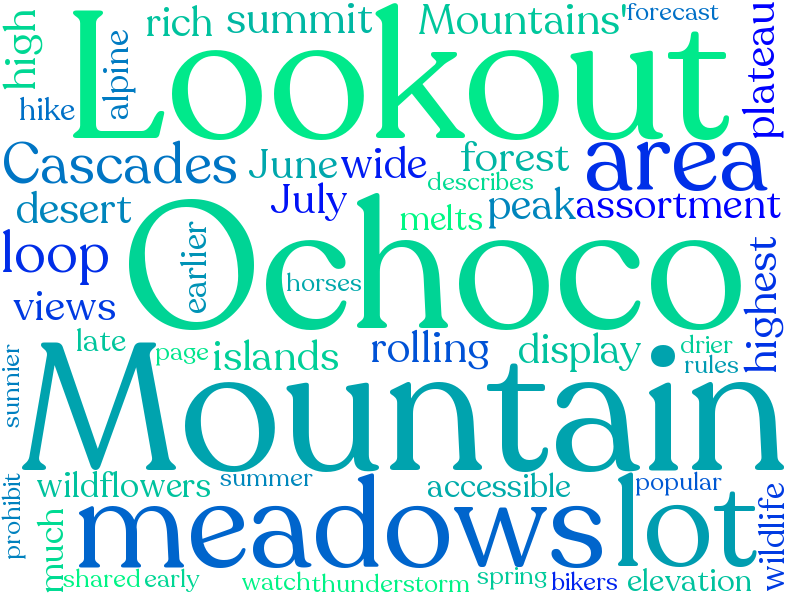 high
rich
summit
Mountains'
forecast
plateau
hike
alpine
Lookout
Cascades
June
wide
forest
area
describes
desert
July
melts
peak
assortment
loop
earlier
Ochoco
horses
highest
views
late
page
islands
rolling
display
drier
rules
sunnier
Mountain
prohibit
wildflowers
summer
accessible
popular
wildlife
much
meadows
lot
shared
early
watch
thunderstorm
spring
bikers
elevation